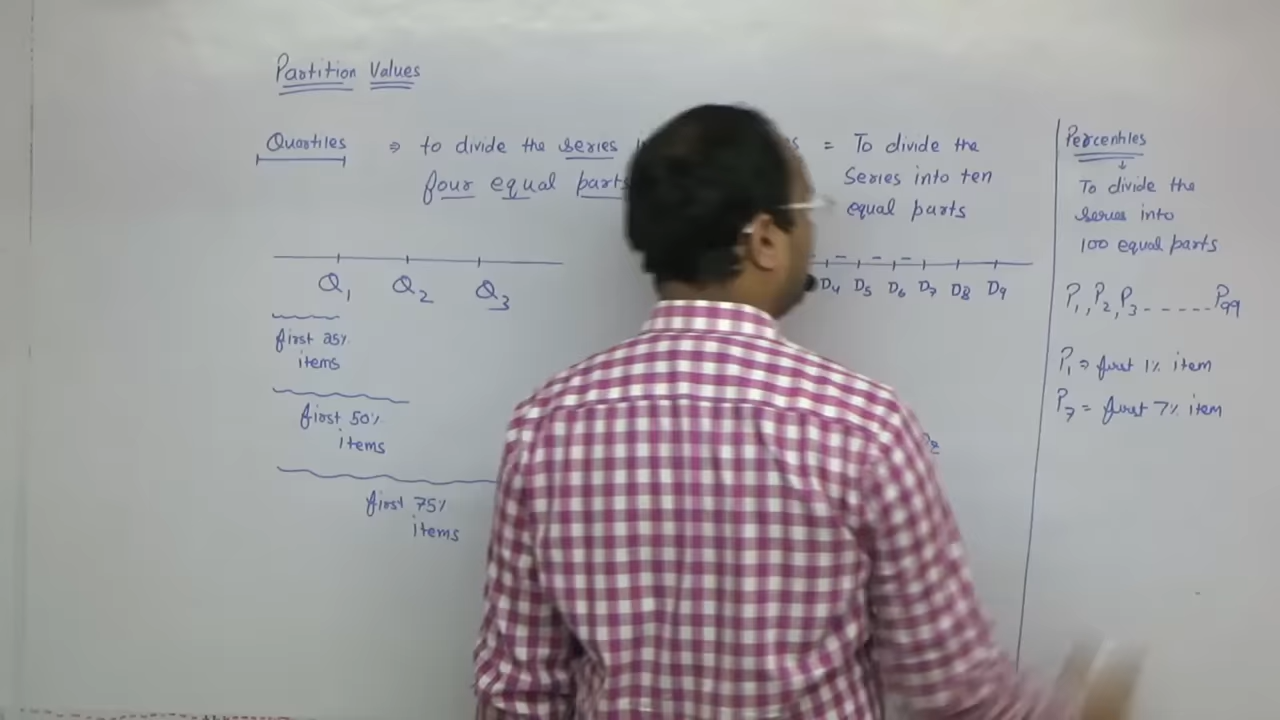 Partition Values
Quartiles ⇒ to divide the series
four equal parts
Q1 Q2 Q3
first 25% items
first 50% items
first 75% items
= To divide the
Series into ten
equal parts
D4 D5 D6 D7 D8 D9
Percentiles
↓
To divide the
series into
100 equal parts
P1, P2, P3 - - - - - - P99
P1 ⇒ first 1% item
P7 = first 7% item